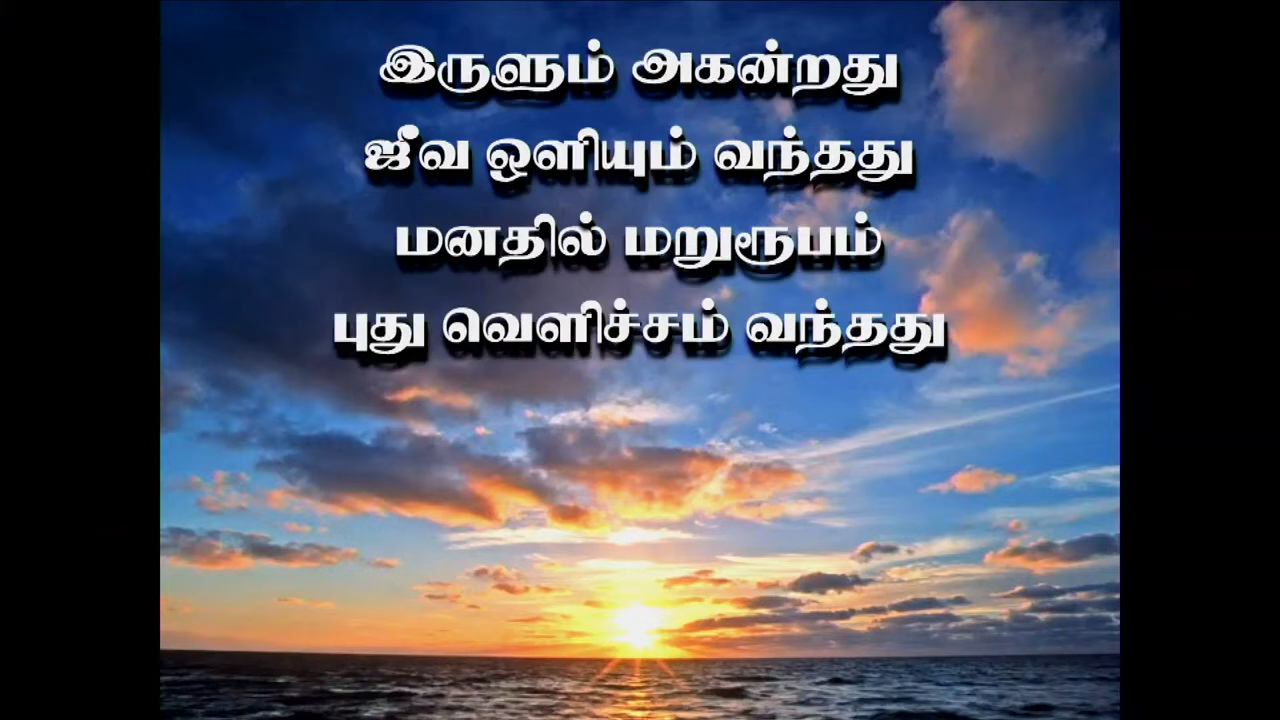 இருளும் அகன்றது
ஜீவ ஒளியும் வந்தது
மனதில் மறுரூபம்
புது வெளிச்சம் வந்தது